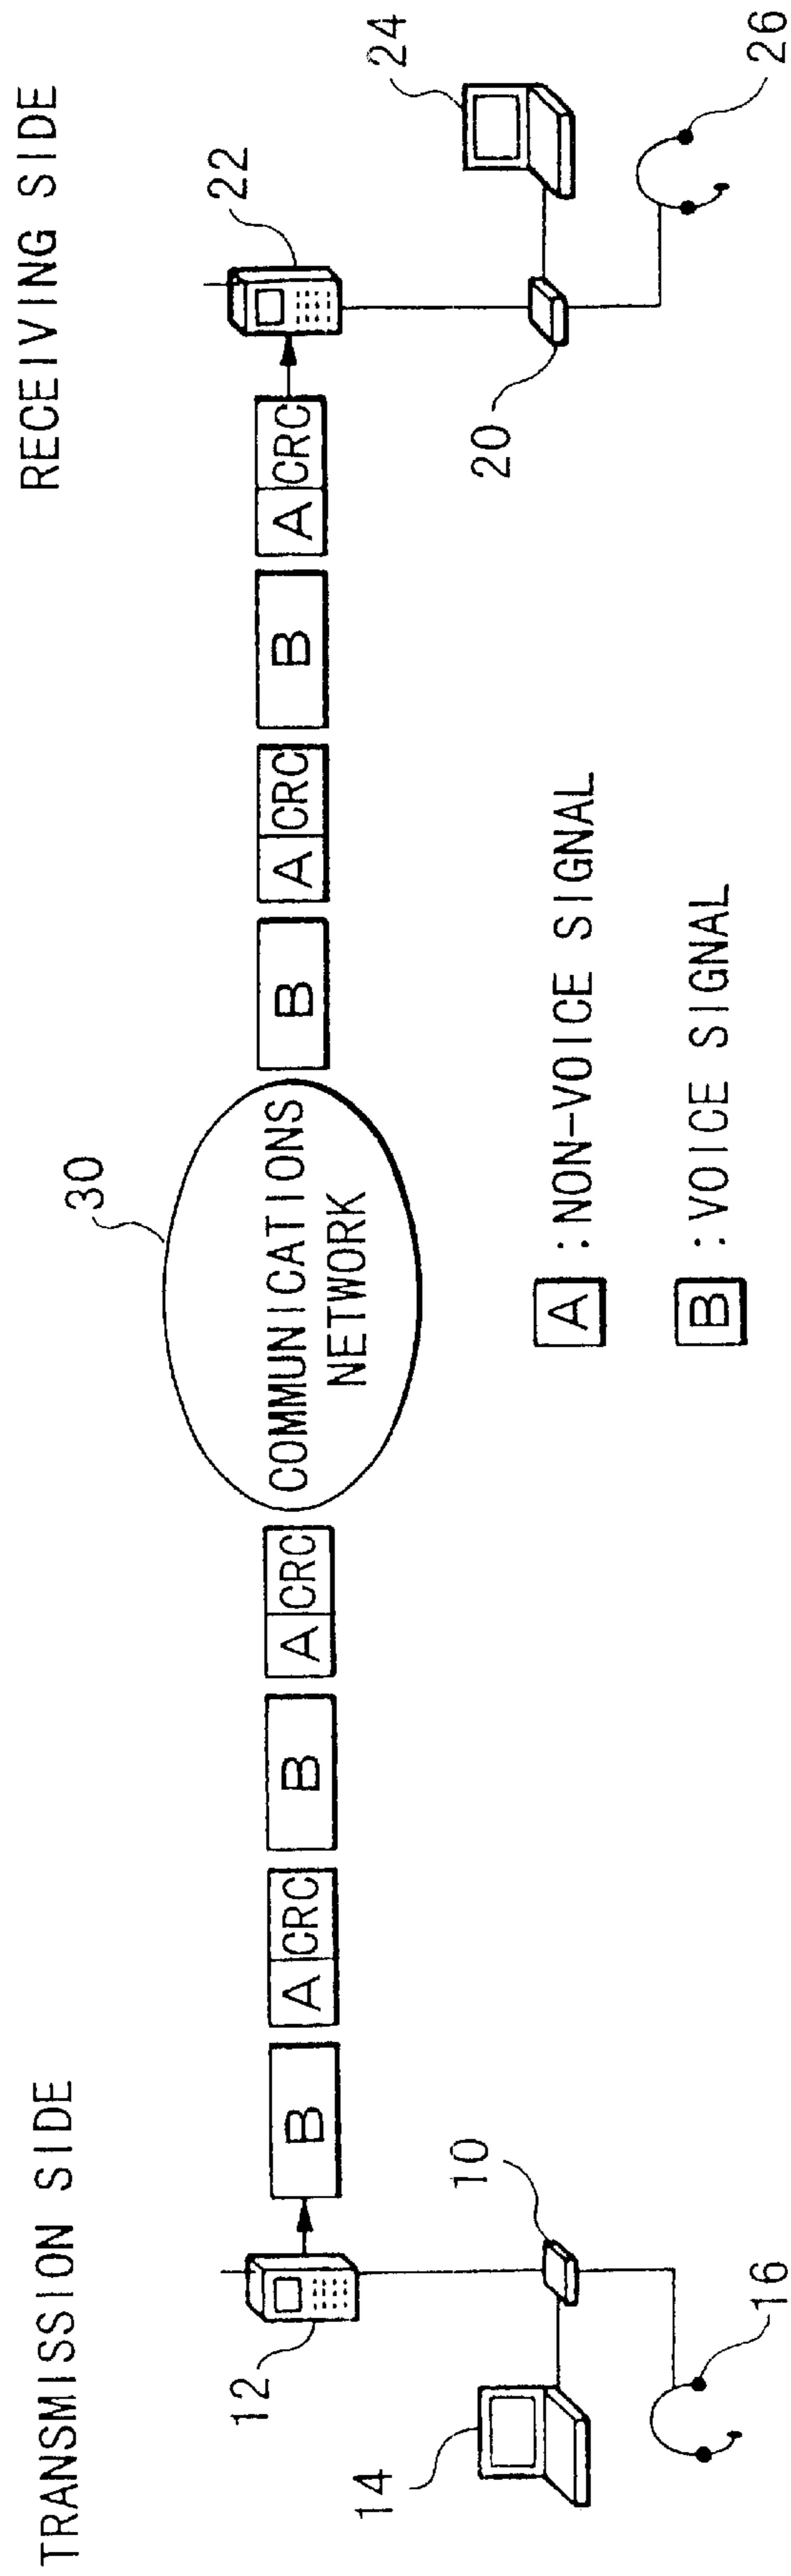 TRANSMISSION SIDE
RECEIVING SIDE
30
22
24
12
B
A CRC
B
A CRC
COMMUNICATIONS
NETWORK
B
A CRC
B
A CRC
14
10
20
26
16
A :NON-VOICE SIGNAL
B :VOICE SIGNAL